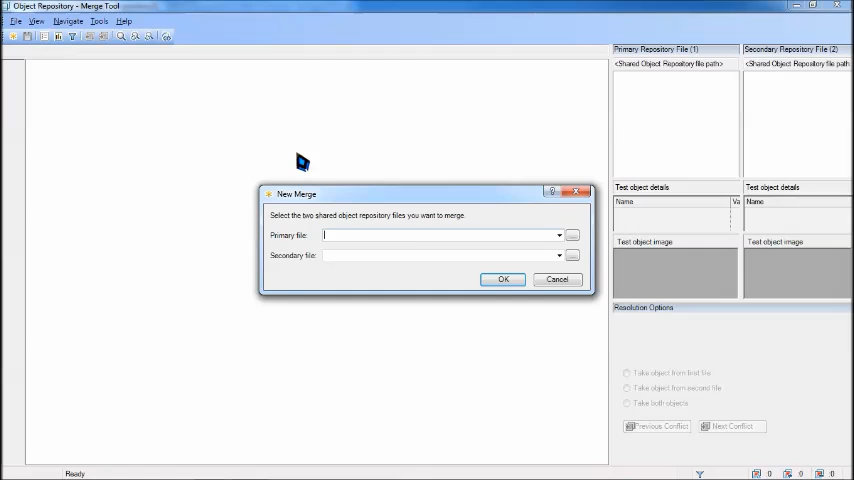 Object Repository - Merge Tool
File View Navigate Tools Help
Primary Repository File (1)
Secondary Repository File (2)
<Shared Object Repository file path>
<Shared Object Repository file path
New Merge
Select the two shared object repository files you want to merge.
Primary file:
...
Secondary file:
...
OK
Cancel
Test object details
Test object details
Name
Va
Name
Test object image
Test object image
Resolution Options
Take object from first file
Take object from second file
Take both objects
Previous Conflict
Next Conflict
Ready
:0
:0
:0